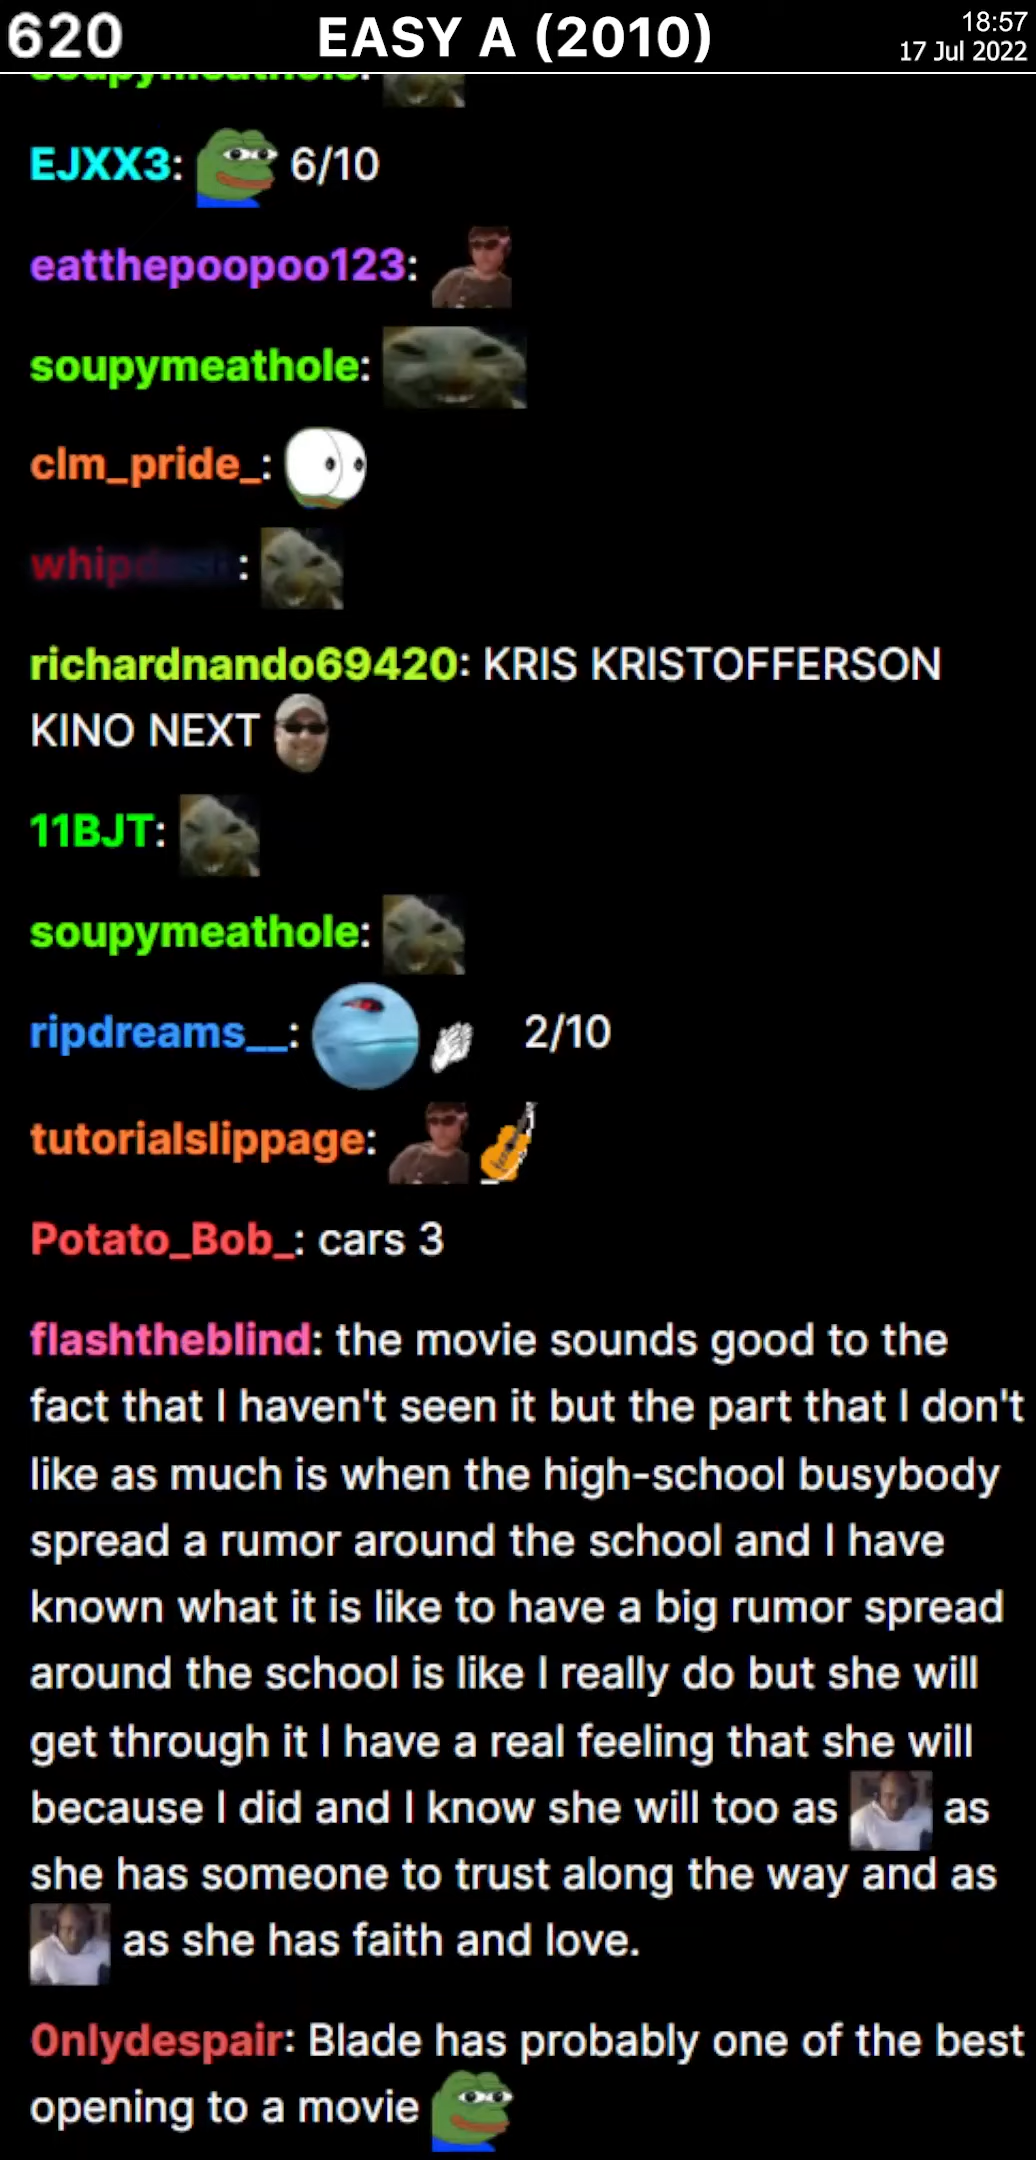 620
EASY A (2010)
18:57
17 Jul 2022
soupymeathole:
EJXX3: 6/10
eatthepoopoo123:
soupymeathole:
clm_pride_:
:
richardnando69420: KRIS KRISTOFFERSON
KINO NEXT
11BJT:
soupymeathole:
ripdreams__: 2/10
tutorialslippage:
Potato_Bob_: cars 3
flashtheblind: the movie sounds good to the
fact that I haven't seen it but the part that I don't
like as much is when the high-school busybody
spread a rumor around the school and I have
known what it is like to have a big rumor spread
around the school is like I really do but she will
get through it I have a real feeling that she will
because I did and I know she will too as as
she has someone to trust along the way and as
as she has faith and love.
0nlydespair: Blade has probably one of the best
opening to a movie